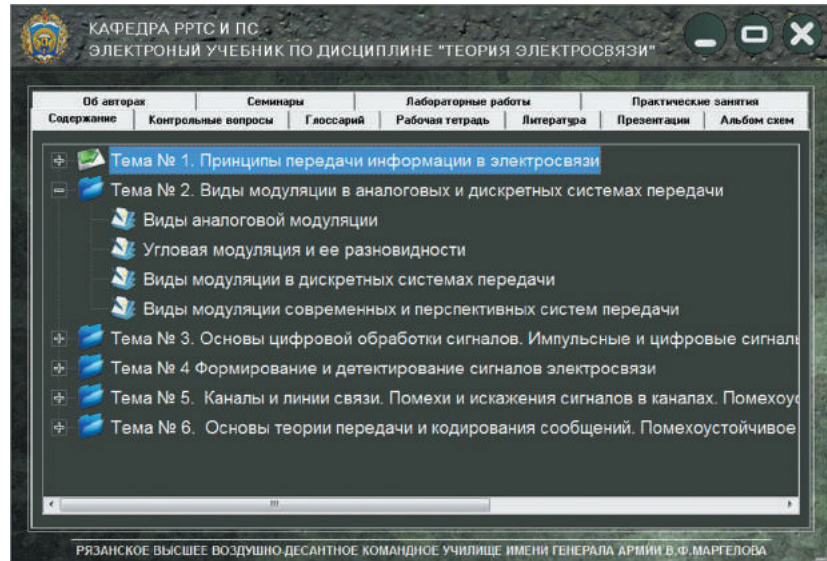 КАФЕДРА РРТС И ПС
ЭЛЕКТРОНЫЙ УЧЕБНИК ПО ДИСЦИПЛИНЕ "ТЕОРИЯ ЭЛЕКТРОСВЯЗИ"
Об авторах Семинары Лабораторные работы Практические занятия
Содержание Контрольные вопросы Глоссарий Рабочая тетрадь Литература Презентации Альбом схем
Тема № 1. Принципы передачи информации в электросвязи
Тема № 2. Виды модуляции в аналоговых и дискретных системах передачи
Виды аналоговой модуляции
Угловая модуляция и ее разновидности
Виды модуляции в дискретных системах передачи
Виды модуляции современных и перспективных систем передачи
Тема № 3. Основы цифровой обработки сигналов. Импульсные и цифровые
Тема № 4 Формирование и детектирование сигналов электросвязи
Тема № 5. Каналы и линии связи. Помехи и искажения сигналов в каналах.
Тема № 6. Основы теории передачи и кодирования сообщений. Помехоустойчивое
РЯЗАНСКОЕ ВЫСШЕЕ ВОЗДУШНО-ДЕСАНТНОЕ КОМАНДНОЕ УЧИЛИЩЕ ИМЕНИ ГЕНЕРАЛА АРМИИ В.Ф.МАРГЕЛОВА